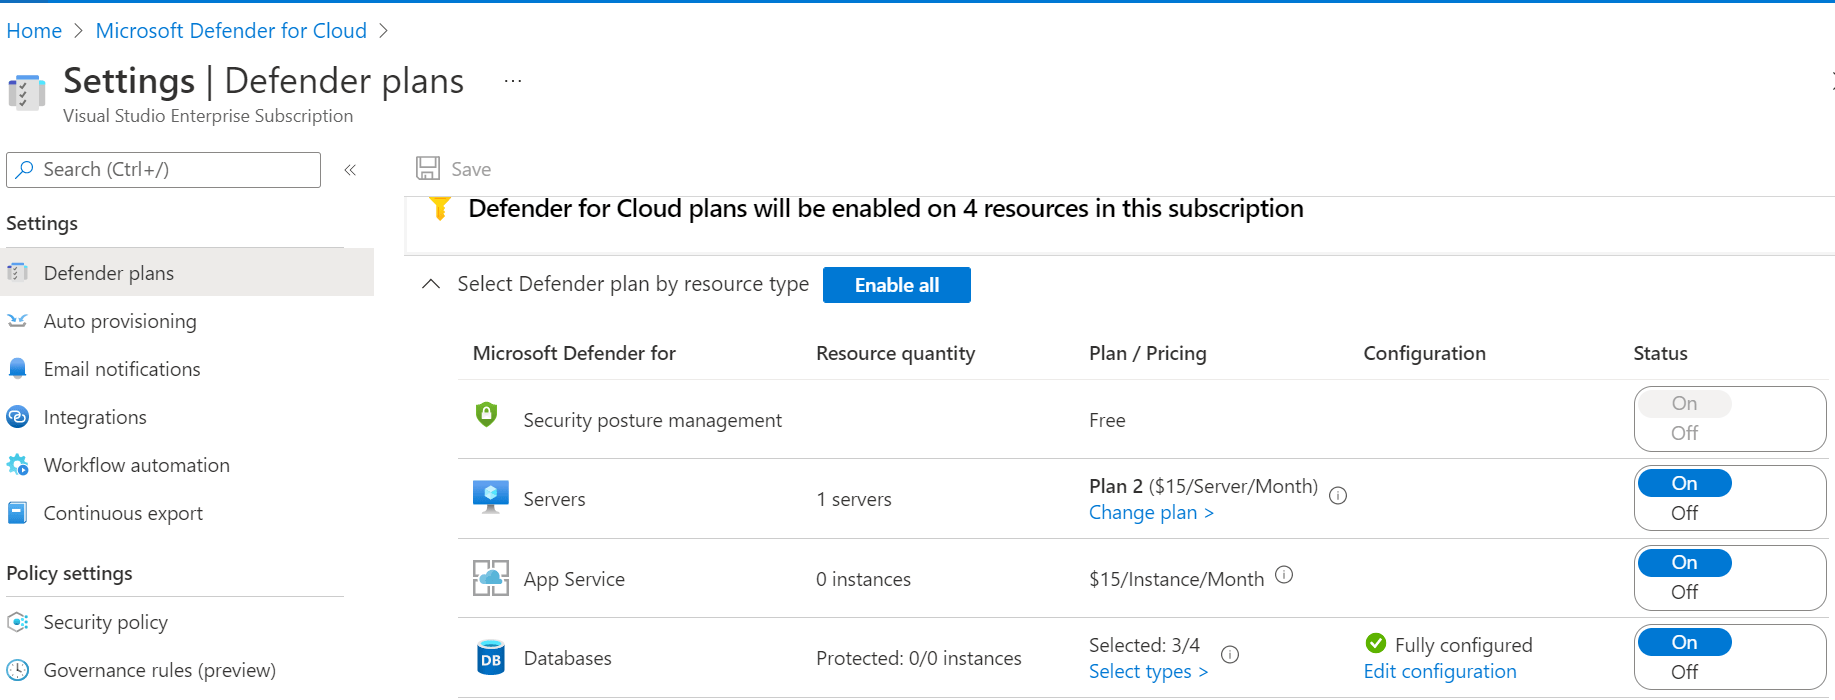 Home > Microsoft Defender for Cloud >
Settings | Defender plans ...
Visual Studio Enterprise Subscription
Search (Ctrl+/) «
Save
Defender for Cloud plans will be enabled on 4 resources in this subscription
Settings
Defender plans
Auto provisioning
Email notifications
Integrations
Workflow automation
Continuous export
Policy settings
Security policy
Governance rules (preview)
Select Defender plan by resource type Enable all
Microsoft Defender for Resource quantity Plan / Pricing Configuration Status
Security posture management Free On
Off
Servers 1 servers Plan 2 ($15/Server/Month) On
Change plan > Off
App Service 0 instances $15/Instance/Month On
Off
DB Databases Protected: 0/0 instances Selected: 3/4 Fully configured On
Select types > Edit configuration Off